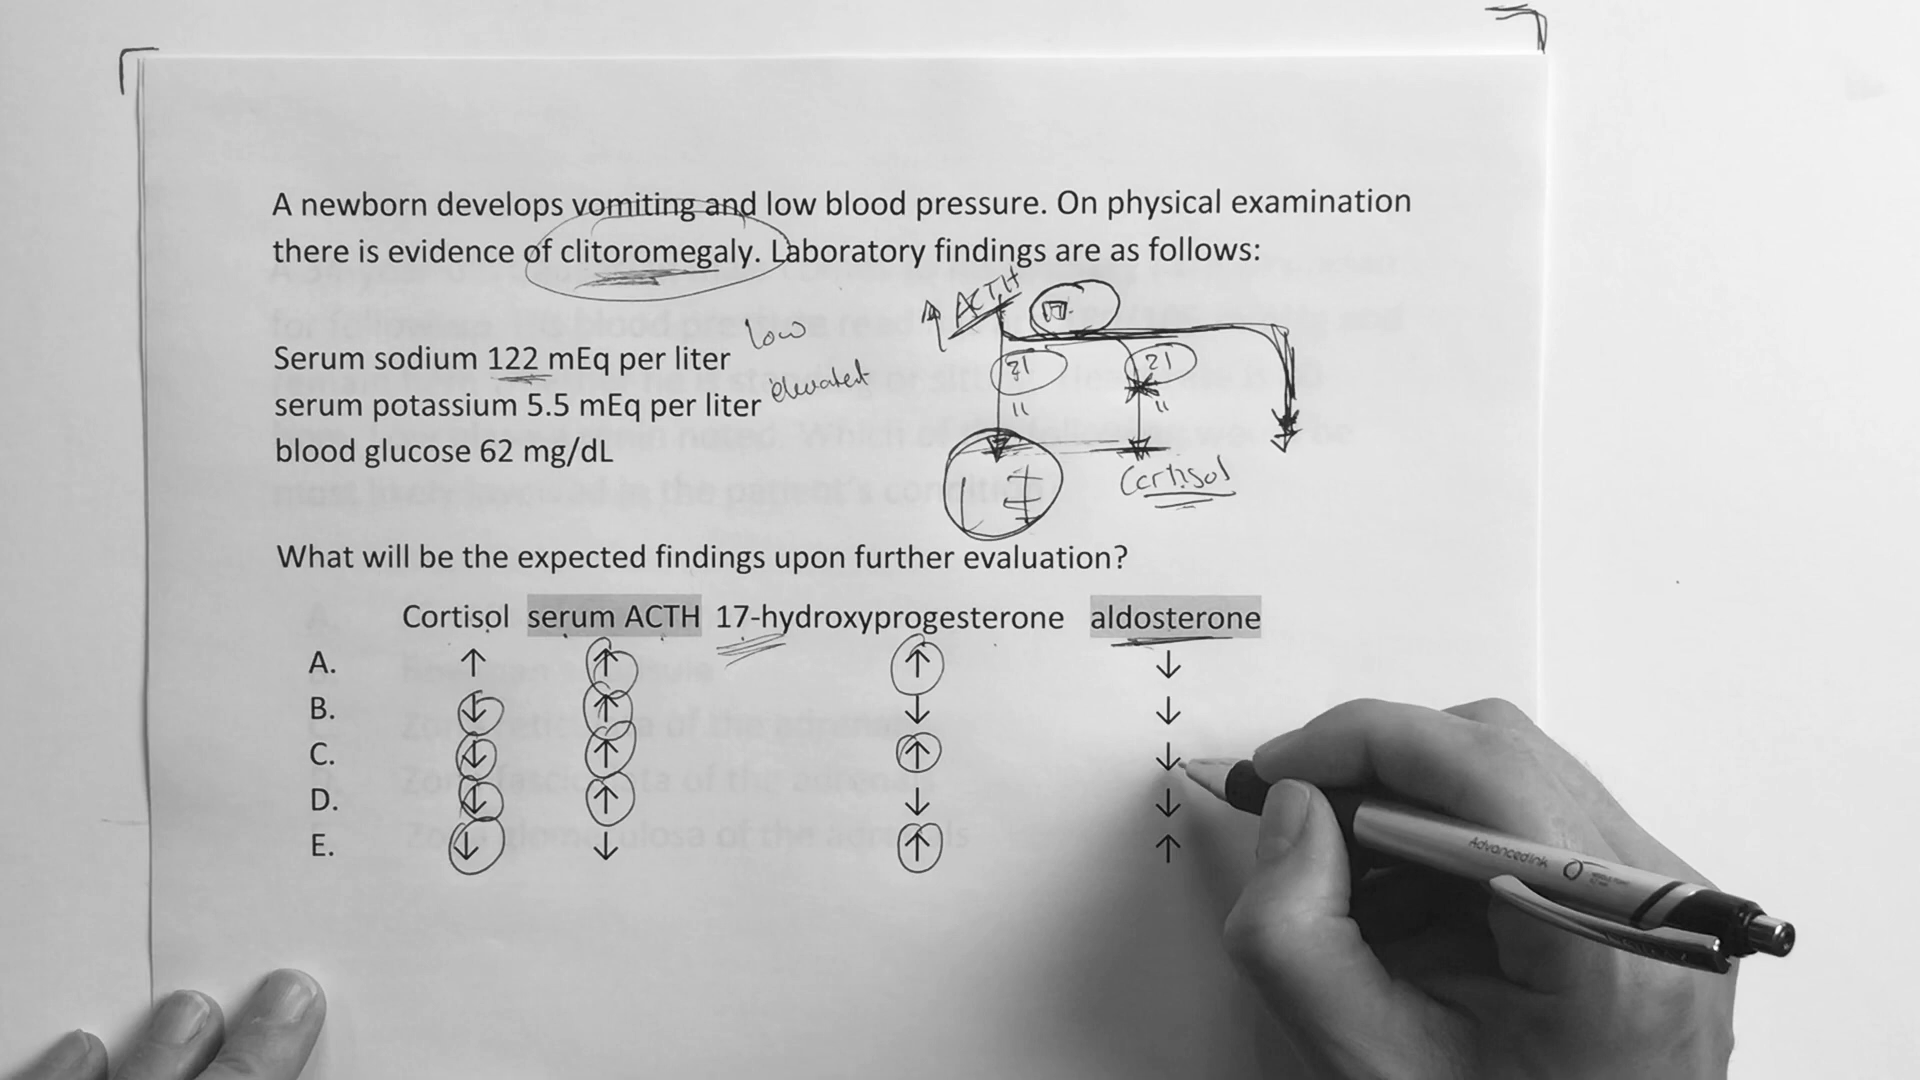 A newborn develops vomiting and low blood pressure. On physical examination
there is evidence of clitoromegaly. Laboratory findings are as follows:
↑ ACTH 17
low
Serum sodium 122 mEq per liter
21 21
elevated
serum potassium 5.5 mEq per liter
11 11
blood glucose 62 mg/dL
Cortisol
What will be the expected findings upon further evaluation?
Cortisol serum ACTH 17-hydroxyprogesterone aldosterone
A. ↑ ↑ ↑ ↓
B. ↓ ↑ ↓ ↓
C. ↓ ↑ ↑ ↓
D. ↓ ↑ ↓ ↓
E. ↓ ↓ ↑ ↑
AdvancedInk